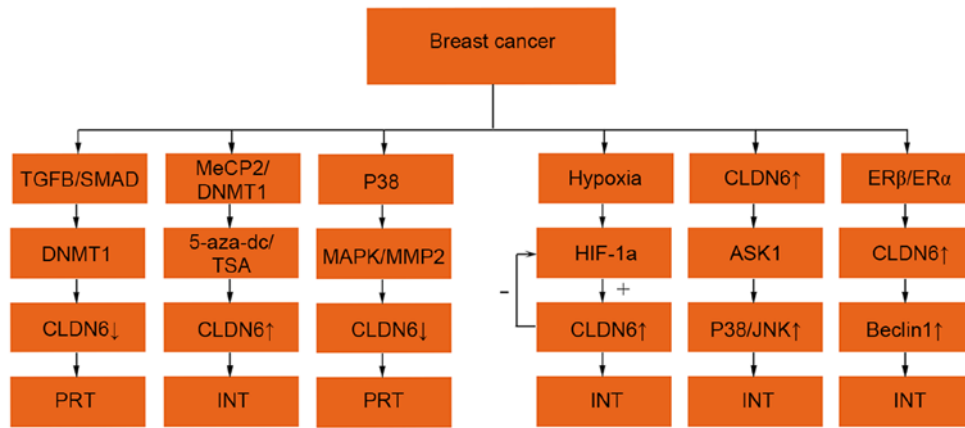 Breast cancer
TGFB/SMAD
MeCP2/
DNMT1
P38
Hypoxia
CLDN6↑
ERβ/ERα
DNMT1
5-aza-dc/
TSA
MAPK/MMP2
HIF-1a
ASK1
CLDN6↑
-
+
CLDN6↓
CLDN6↑
CLDN6↓
CLDN6↑
P38/JNK↑
Beclin1↑
PRT
INT
PRT
INT
INT
INT